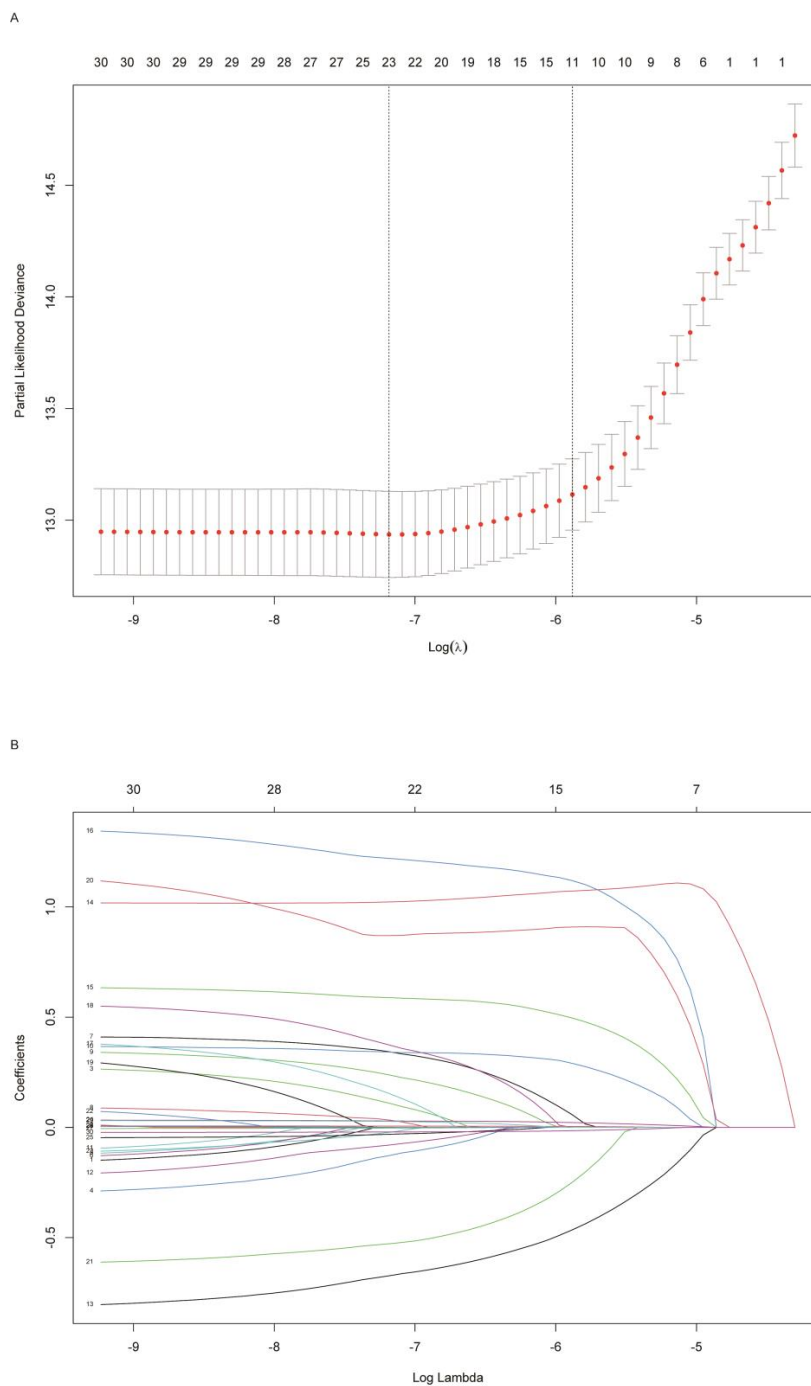 A
30 30 30 29 29 29 29 28 27 27 25 23 22 20 19 18 15 15 11 10 10 9 8 6 1 1 1
14.5
14.0
13.5
13.0
Partial Likelihood Deviance
-9 -8 -7 -6 -5
Log(λ)
B
30 28 22 15 7
1.0
0.5
0.0
-0.5
Coefficients
16
20
14
15
18
7
17
10
9
19
3
8
22
25
12
4
21
13
-9 -8 -7 -6 -5
Log Lambda